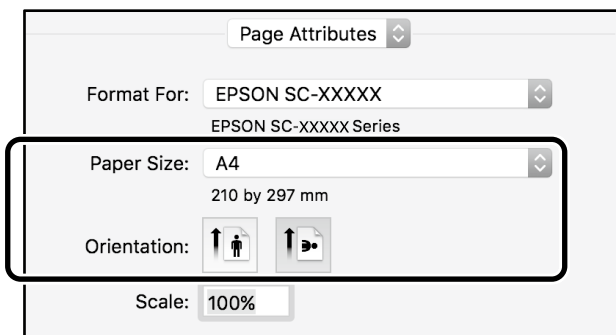 Page Attributes
Format For: EPSON SC-XXXXX
EPSON SC-XXXXX Series
Paper Size: A4
210 by 297 mm
Orientation:
Scale: 100%